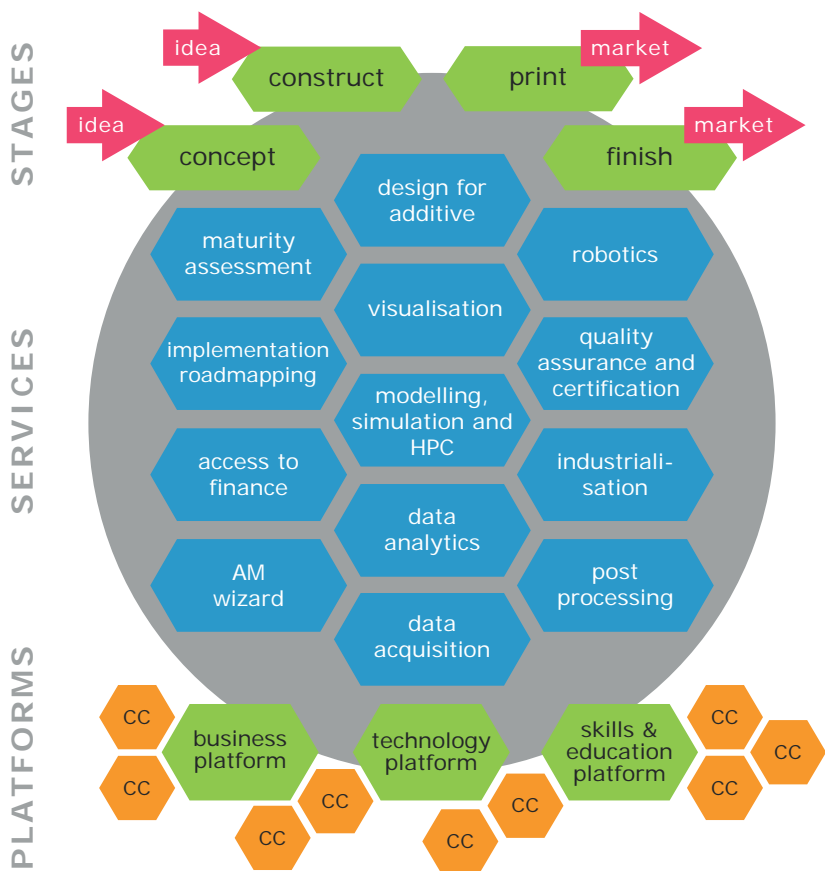 STAGES
idea
construct
print
market
idea
concept
finish
market
SERVICES
design for
additive
maturity
assessment
robotics
visualisation
implementation
roadmapping
quality
assurance and
certification
modelling,
simulation and
HPC
access to
finance
industriali-
sation
data
analytics
AM
wizard
post
processing
data
acquisition
PLATFORMS
CC
CC
business
platform
CC
CC
technology
platform
CC
CC
skills &
education
platform
CC
CC
CC